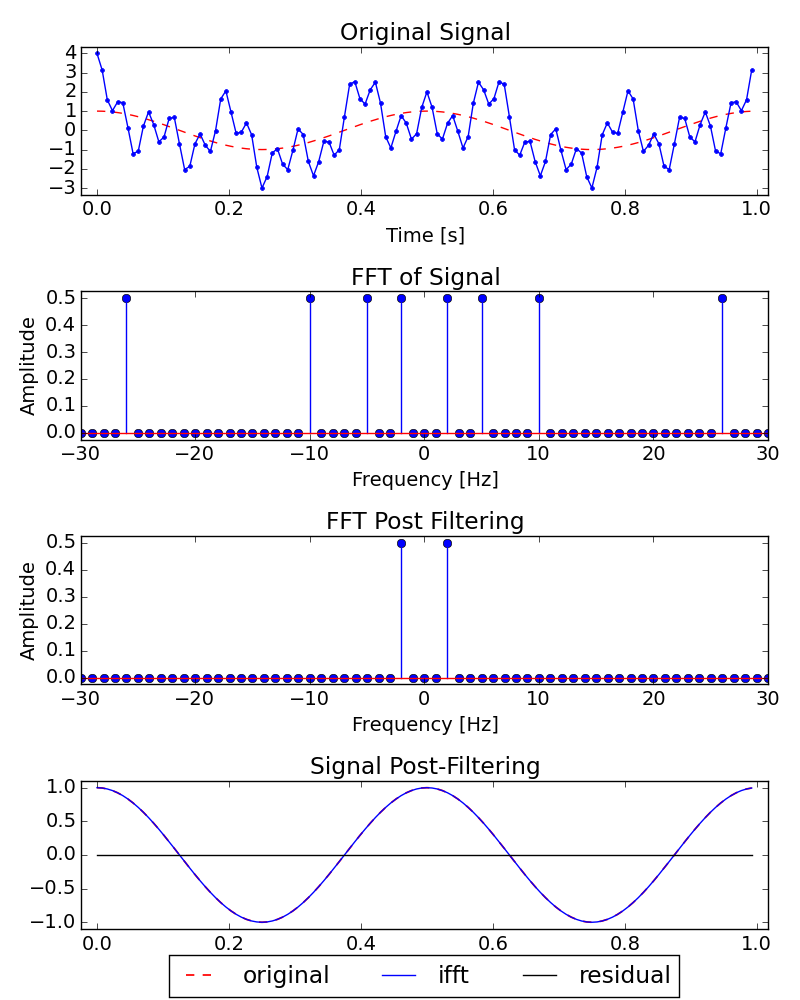 Original Signal
4
3
2
1
0
−1
−2
−3
0.0 0.2 0.4 0.6 0.8 1.0
Time [s]
FFT of Signal
0.5
0.4
0.3
0.2
0.1
0.0
Amplitude
−30 −20 −10 0 10 20 30
Frequency [Hz]
FFT Post Filtering
0.5
0.4
0.3
0.2
0.1
0.0
Amplitude
−30 −20 −10 0 10 20 30
Frequency [Hz]
Signal Post-Filtering
1.0
0.5
0.0
−0.5
−1.0
0.0 0.2 0.4 0.6 0.8 1.0
original ifft residual